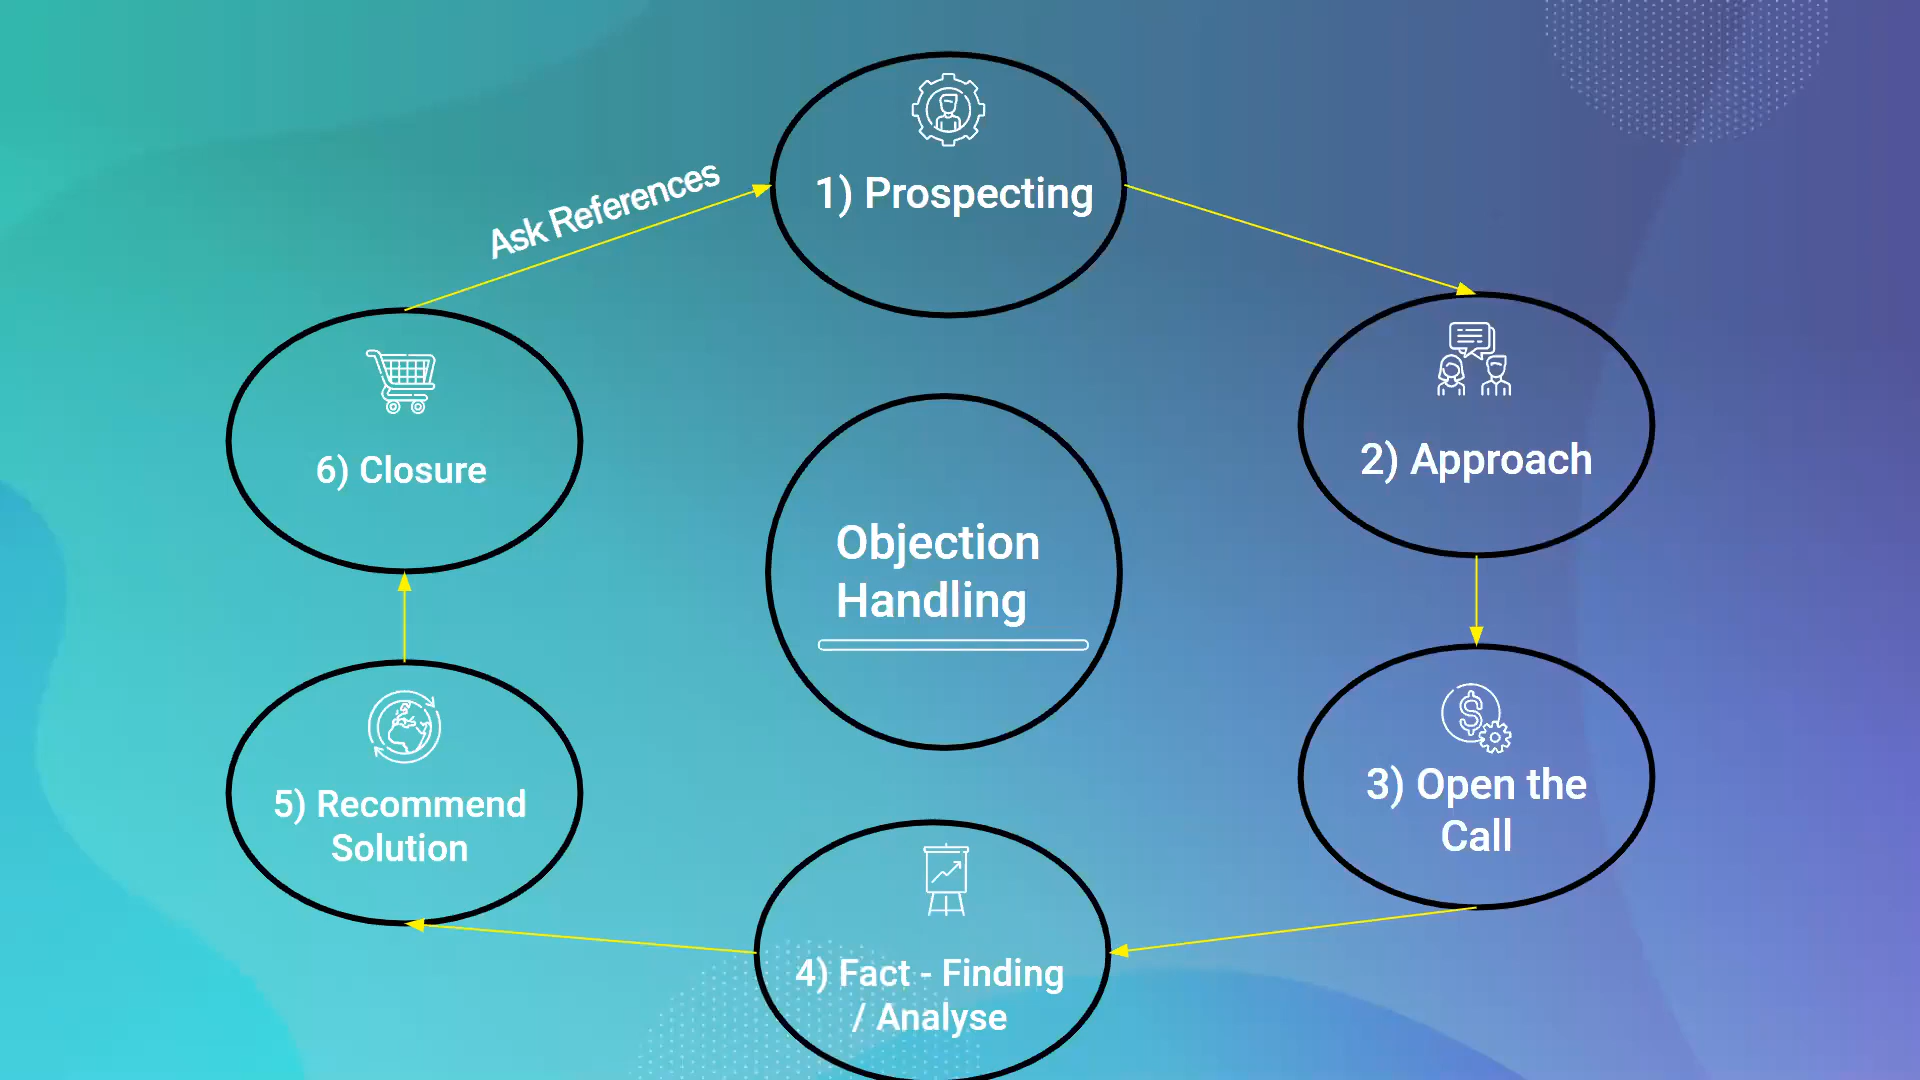 1) Prospecting
Ask References
2) Approach
6) Closure
Objection
Handling
3) Open the
Call
5) Recommend
Solution
4) Fact - Finding
/ Analyse